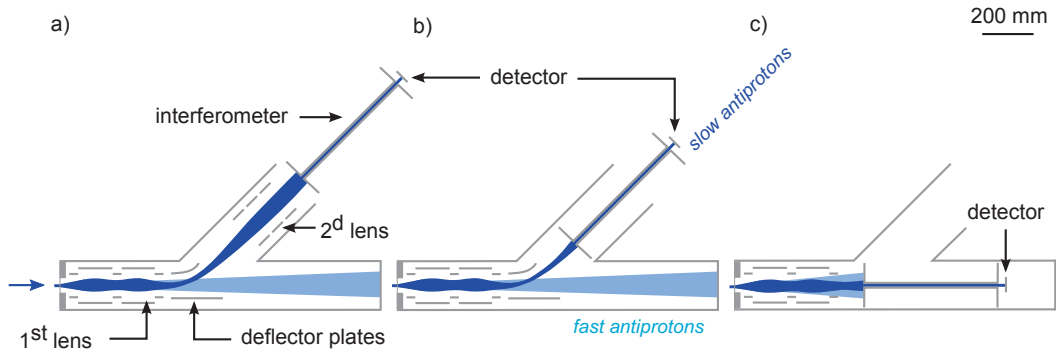 a)
b)
c)
200 mm
detector
interferometer
slow antiprotons
2d lens
detector
1st lens
deflector plates
fast antiprotons